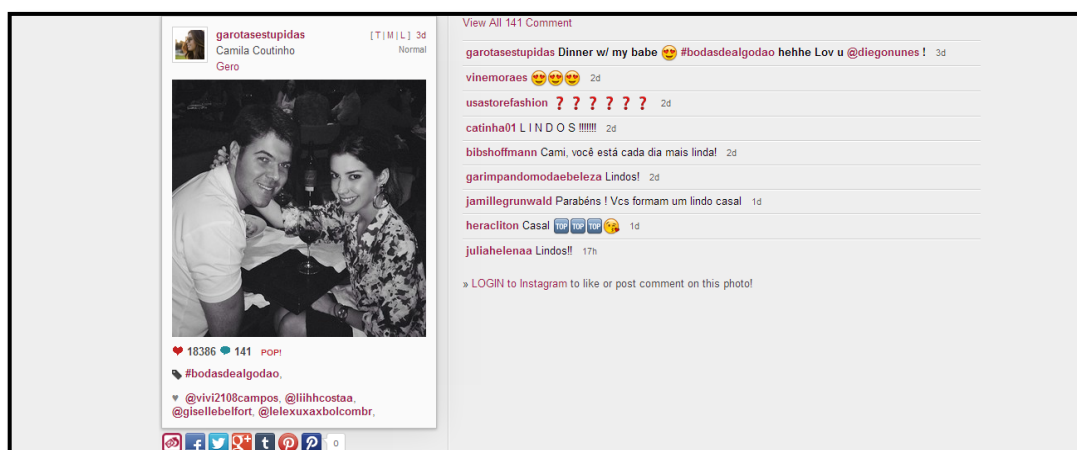 garotasestupidas [ T | M | L ] 3d
Camila Coutinho Normal
Gero
❤ 18386 💬 141 POP!
#bodasdealgodao,
♥ @vivi2108campos, @liihhcostaa,
@gisellebelfort, @lelexuxaxbolcombr,
0
View All 141 Comment
garotasestupidas Dinner w/ my babe 😍 #bodasdealgodao hehhe Lov u @diegonunes ! 3d
vinemoraes 😍😍😍 2d
usastorefashion ❓❓❓❓❓❓ 2d
catinha01 L I N D O S !!!!!!! 2d
bibshoffmann Cami, você está cada dia mais linda! 2d
garimpandomodaebeleza Lindos! 2d
jamillegrunwald Parabéns ! Vcs formam um lindo casal 1d
heracliton Casal TOP TOP TOP 😘 1d
juliahelenaa Lindos!! 17h
» LOGIN to Instagram to like or post comment on this photo!